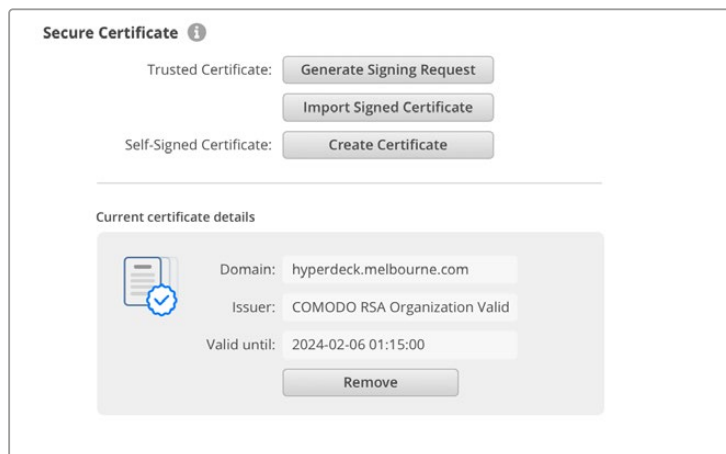 Secure Certificate
Trusted Certificate: Generate Signing Request
Import Signed Certificate
Self-Signed Certificate: Create Certificate
Current certificate details
Domain: hyperdeck.melbourne.com
Issuer: COMODO RSA Organization Valid
Valid until: 2024-02-06 01:15:00
Remove